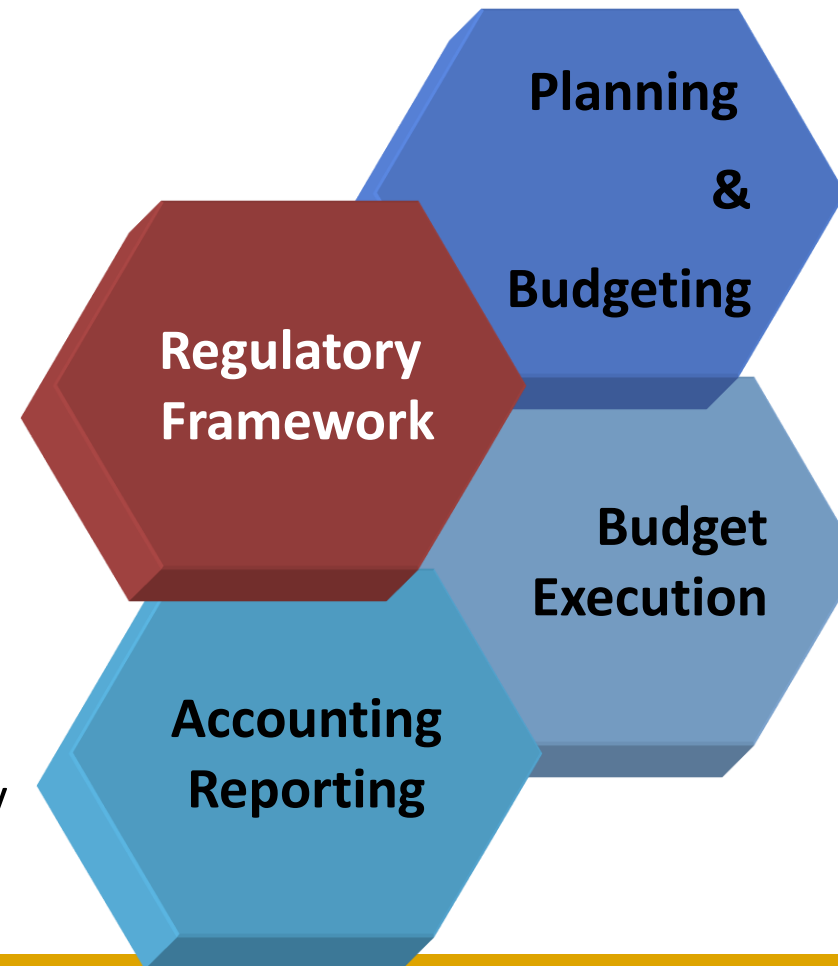 Planning
&
Budgeting
Regulatory
Framework
Budget
Execution
Accounting
Reporting
y